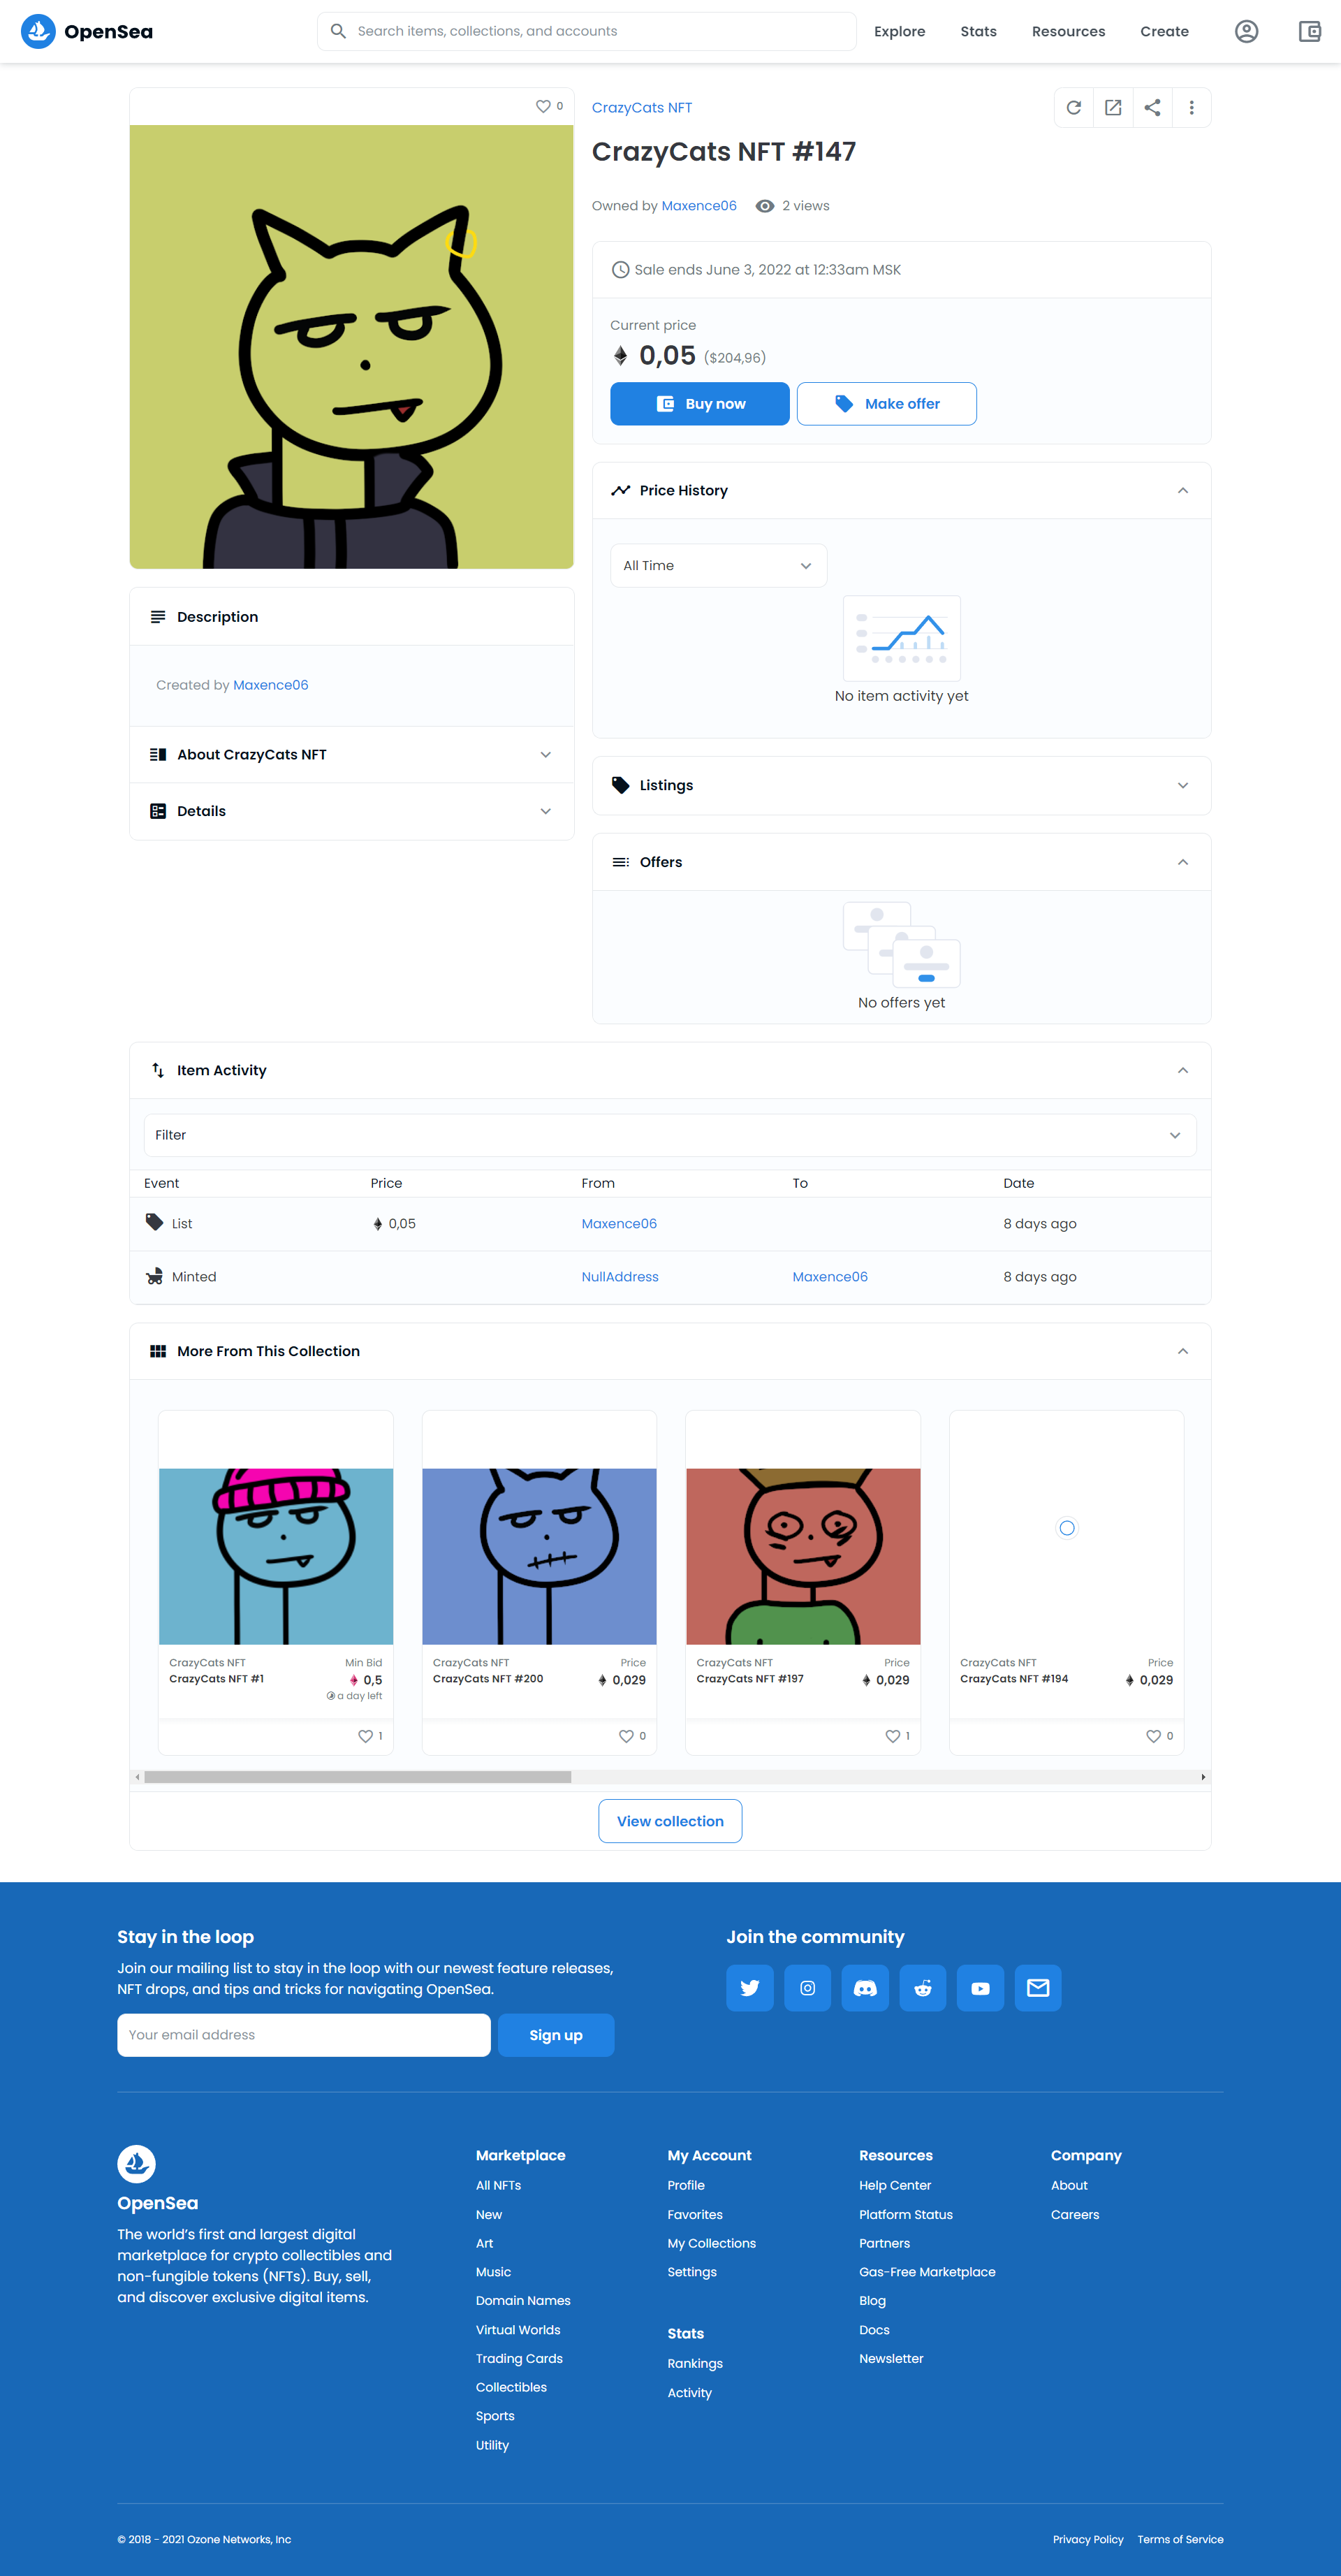 OpenSea
Search items, collections, and accounts
Explore
Stats
Resources
Create
0
CrazyCats NFT
CrazyCats NFT #147
Owned by Maxence06
2 views
Sale ends June 3, 2022 at 12:33am MSK
Current price
0,05 ($204,96)
Buy now
Make offer
Price History
All Time
No item activity yet
Description
Created by Maxence06
About CrazyCats NFT
Details
Listings
Offers
No offers yet
Item Activity
Filter
Event Price From To Date
List 0,05 Maxence06 8 days ago
Minted NullAddress Maxence06 8 days ago
More From This Collection
CrazyCats NFT Min Bid
CrazyCats NFT #1 0,5
a day left
1
CrazyCats NFT Price
CrazyCats NFT #200 0,029
0
CrazyCats NFT Price
CrazyCats NFT #197 0,029
1
CrazyCats NFT Price
CrazyCats NFT #194 0,029
0
View collection
Stay in the loop
Join our mailing list to stay in the loop with our newest feature releases,
NFT drops, and tips and tricks for navigating OpenSea.
Your email address
Sign up
Join the community
OpenSea
The world's first and largest digital
marketplace for crypto collectibles and
non-fungible tokens (NFTs). Buy, sell,
and discover exclusive digital items.
Marketplace
All NFTs
New
Art
Music
Domain Names
Virtual Worlds
Trading Cards
Collectibles
Sports
Utility
My Account
Profile
Favorites
My Collections
Settings
Stats
Rankings
Activity
Resources
Help Center
Platform Status
Partners
Gas-Free Marketplace
Blog
Docs
Newsletter
Company
About
Careers
© 2018 - 2021 Ozone Networks, Inc
Privacy Policy
Terms of Service